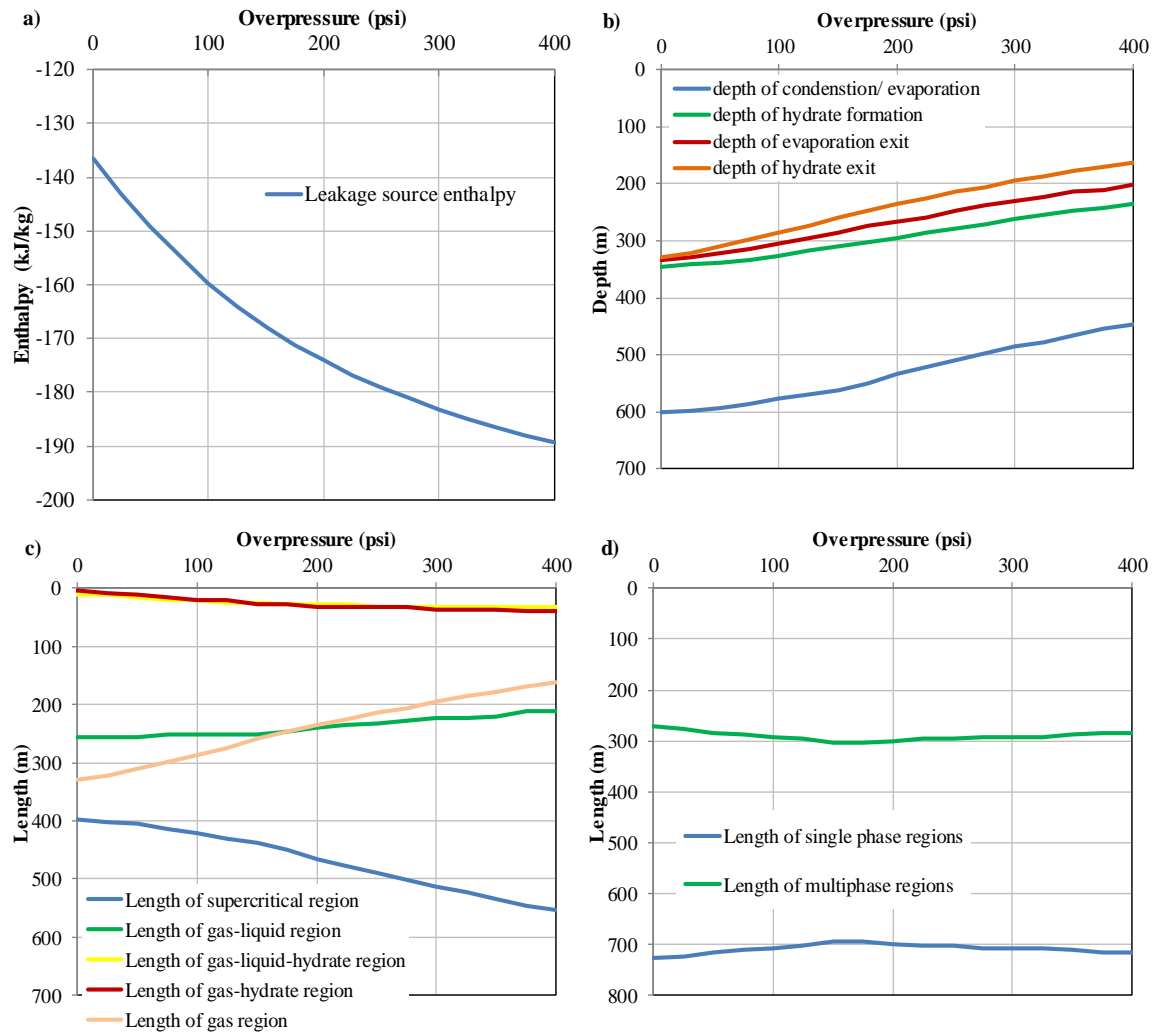 a)
Overpressure (psi)
0 100 200 300 400
-120
-130
-140
-150
-160
-170
-180
-190
-200
Enthalpy (kJ/kg)
Leakage source enthalpy
b)
Overpressure (psi)
0 100 200 300 400
0
100
200
300
400
500
600
700
Depth (m)
depth of condenstion/ evaporation
depth of hydrate formation
depth of evaporation exit
depth of hydrate exit
c)
Overpressure (psi)
0 100 200 300 400
0
100
200
300
400
500
600
700
Length (m)
Length of supercritical region
Length of gas-liquid region
Length of gas-liquid-hydrate region
Length of gas-hydrate region
Length of gas region
d)
Overpressure (psi)
0 100 200 300 400
0
100
200
300
400
500
600
700
800
Length (m)
Length of single phase regions
Length of multiphase regions